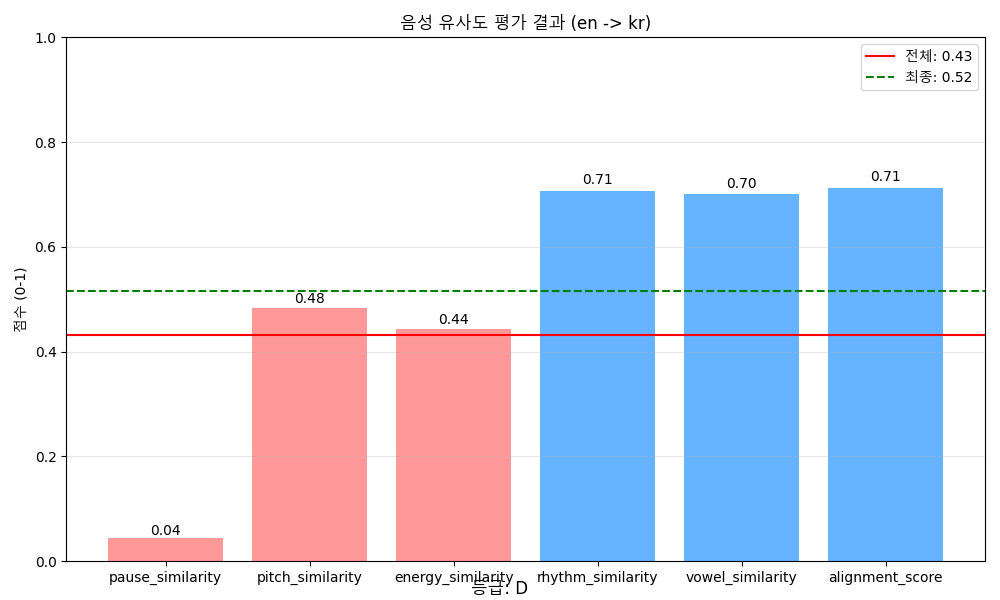 음성 유사도 평가 결과 (en -> kr)
전체: 0.43
최종: 0.52
점수 (0-1)
1.0
0.8
0.6
0.4
0.2
0.0
0.04
0.48
0.44
0.71
0.70
0.71
pause_similarity pitch_similarity energy_similarity rhythm_similarity vowel_similarity alignment_score
등급: D